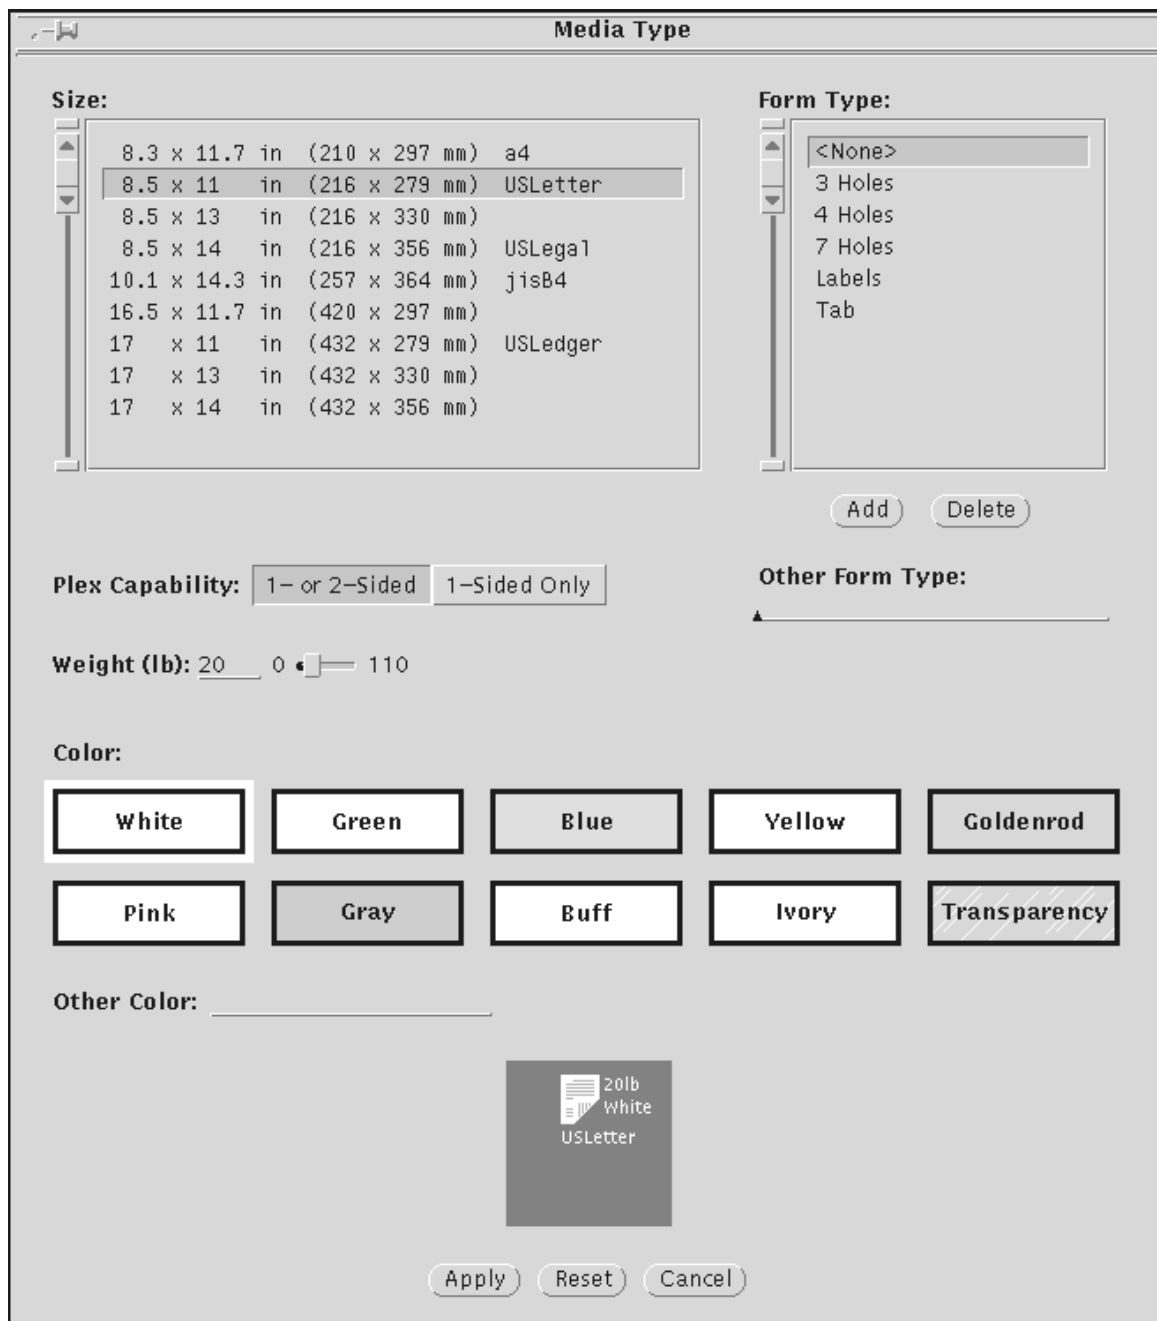 Media Type
Size:
8.3 x 11.7 in (210 x 297 mm) a4
8.5 x 11 in (216 x 279 mm) USLetter
8.5 x 13 in (216 x 330 mm)
8.5 x 14 in (216 x 356 mm) USLegal
10.1 x 14.3 in (257 x 364 mm) jisB4
16.5 x 11.7 in (420 x 297 mm)
17 x 11 in (432 x 279 mm) USLedger
17 x 13 in (432 x 330 mm)
17 x 14 in (432 x 356 mm)
Form Type:
<None>
3 Holes
4 Holes
7 Holes
Labels
Tab
Add Delete
Plex Capability: 1- or 2-Sided 1-Sided Only
Other Form Type:
Weight (lb): 20 0 110
Color:
White Green Blue Yellow Goldenrod
Pink Gray Buff Ivory Transparency
Other Color:
20lb
White
USLetter
Apply Reset Cancel